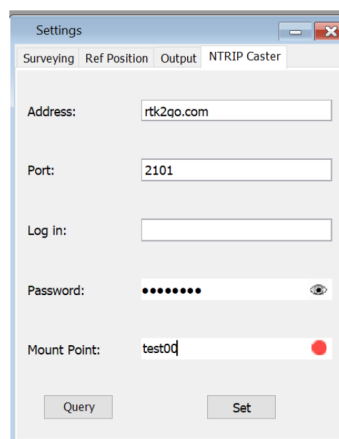 Settings
Surveying Ref Position Output NTRIP Caster
Address: rtk2go.com
Port: 2101
Log in:
Password: ••••••••
Mount Point: test00
Query Set